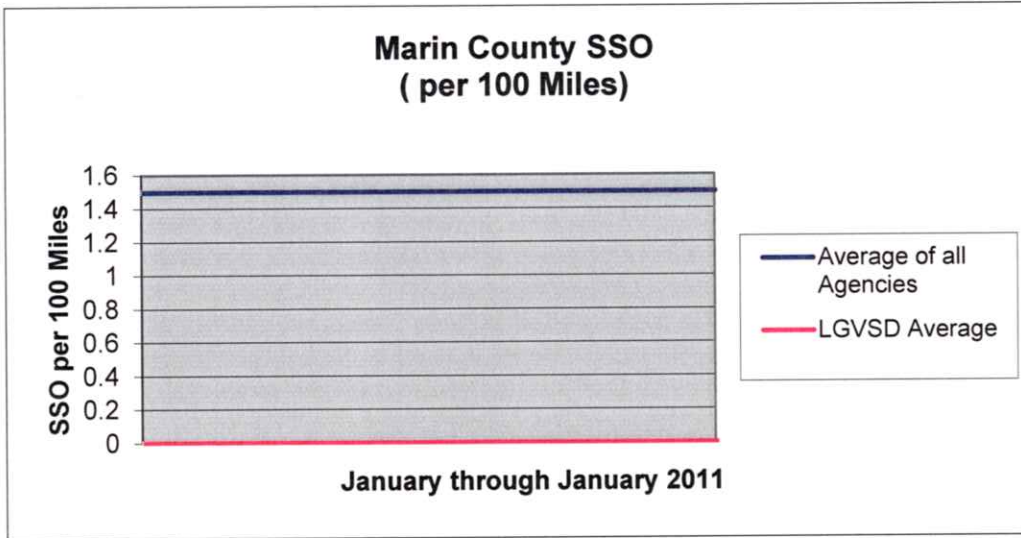 Marin County SSO
( per 100 Miles)
SSO per 100 Miles
1.6
1.4
1.2
1
0.8
0.6
0.4
0.2
0
Average of all
Agencies
LGVSD Average
January through January 2011